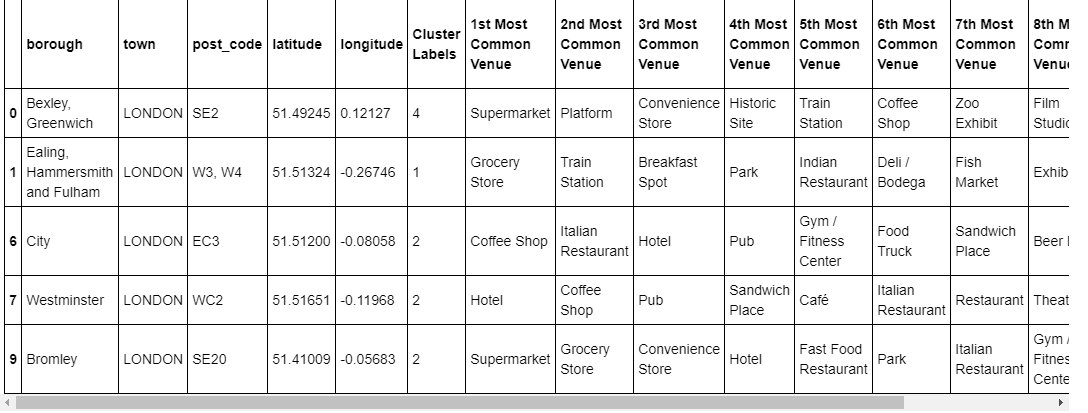 borough town post_code latitude longitude Cluster Labels 1st Most Common Venue 2nd Most Common Venue 3rd Most Common Venue 4th Most Common Venue 5th Most Common Venue 6th Most Common Venue 7th Most Common Venue 8th
0 Bexley, Greenwich LONDON SE2 51.49245 0.12127 4 Supermarket Platform Convenience Store Historic Site Train Station Coffee Shop Zoo Exhibit Film
1 Ealing, Hammersmith and Fulham LONDON W3, W4 51.51324 -0.26746 1 Grocery Store Train Station Breakfast Spot Park Indian Restaurant Deli / Bodega Fish Market
6 City LONDON EC3 51.51200 -0.08058 2 Coffee Shop Italian Restaurant Hotel Pub Gym / Fitness Center Food Truck Sandwich Place Beer
7 Westminster LONDON WC2 51.51651 -0.11968 2 Hotel Coffee Shop Pub Sandwich Place Café Italian Restaurant Restaurant
9 Bromley LONDON SE20 51.41009 -0.05683 2 Supermarket Grocery Store Convenience Store Hotel Fast Food Restaurant Park Italian Restaurant Gym /